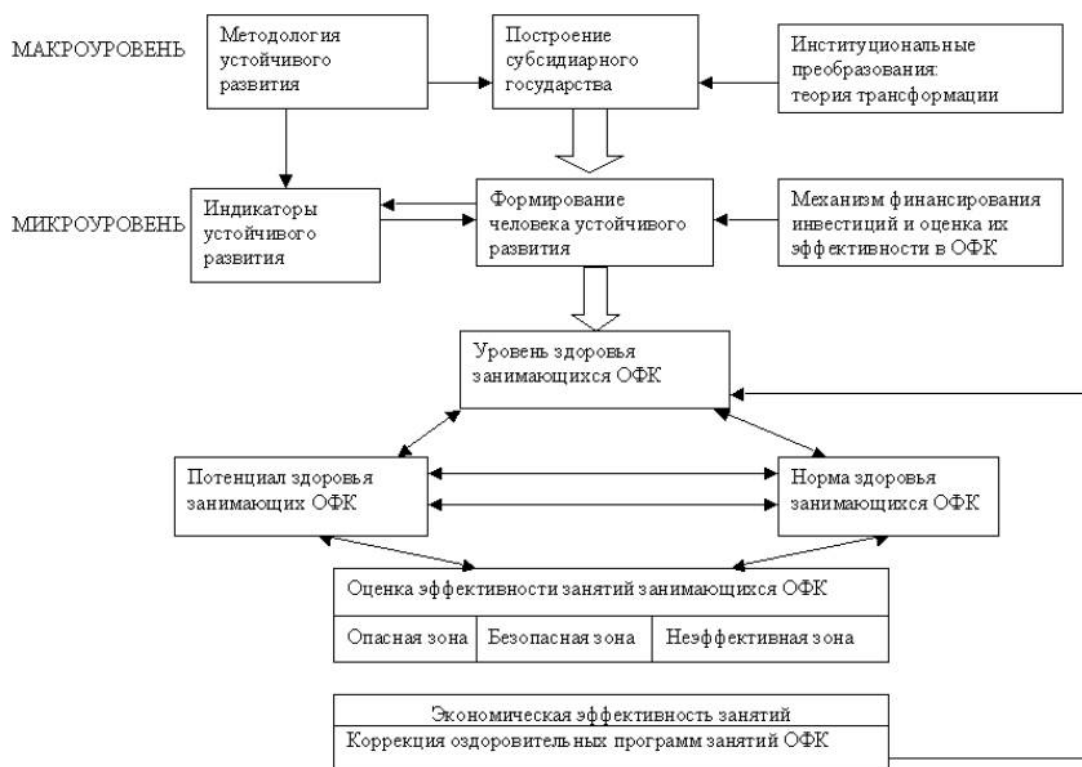 МАКРОУРОВЕНЬ
Методология
устойчивого
развития
Построение
субсидиарного
государства
Институциональные
преобразования:
теория трансформации
МИКРОУРОВЕНЬ
Индикаторы
устойчивого
развития
Формирование
человека устойчивого
развития
Механизм финансирования
инвестиций и оценка их
эффективности в ОФК
Уровень здоровья
занимающихся ОФК
Потенциал здоровья
занимающих ОФК
Норма здоровья
занимающихся ОФК
Оценка эффективности занятий занимающихся ОФК
Опасная зона
Безопасная зона
Неэффективная зона
Экономическая эффективность занятий
Коррекция оздоровительных программ занятий ОФК